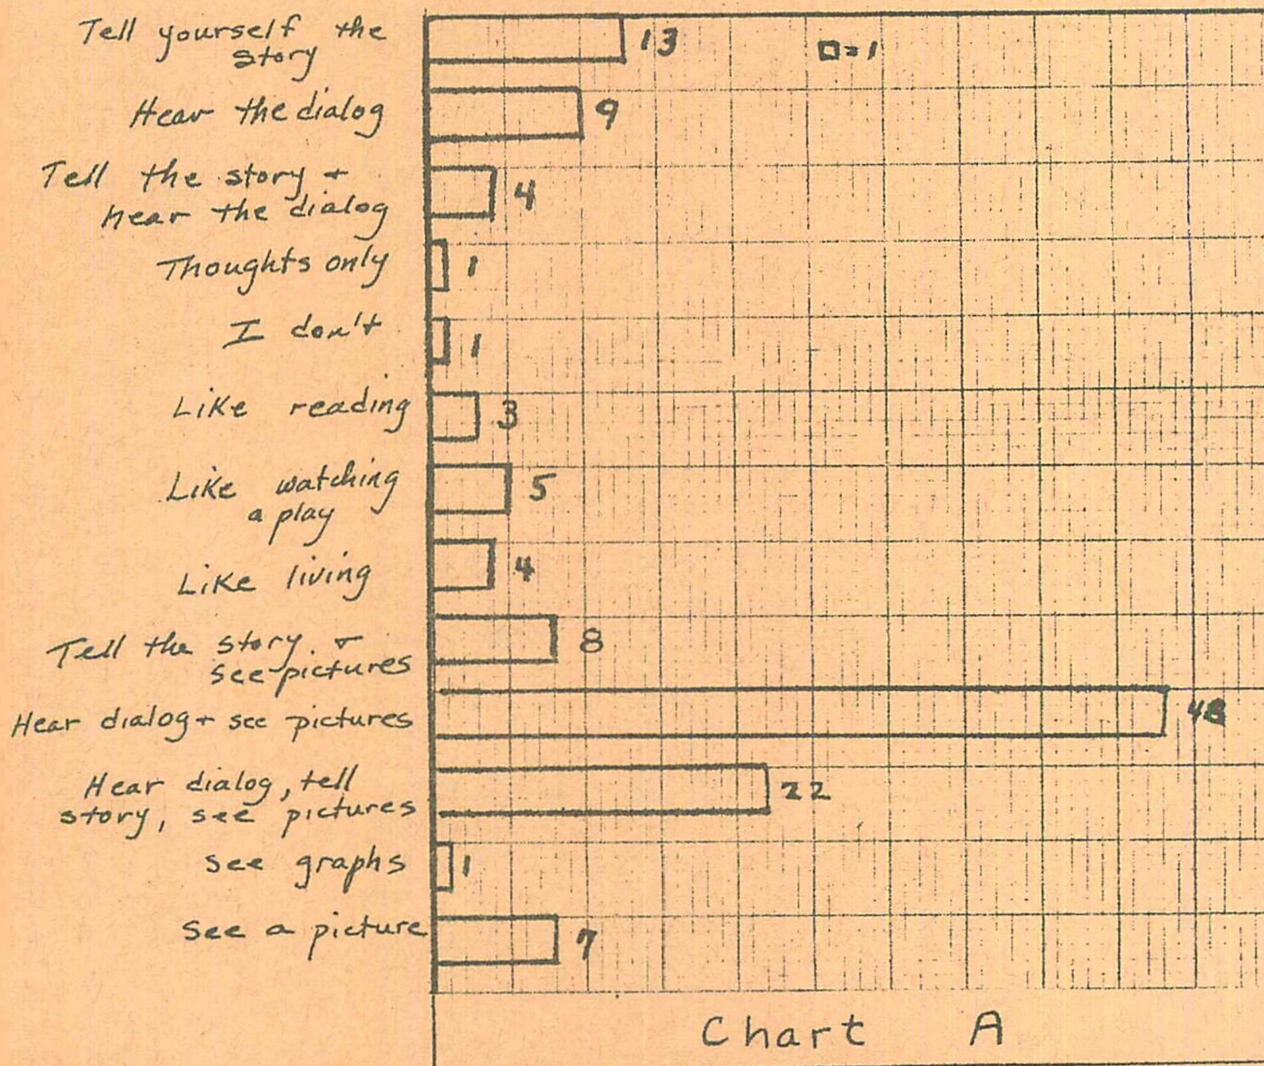 Tell yourself the
story
13
□=1
Hear the dialog
9
Tell the story +
hear the dialog
4
Thoughts only
1
I don't
1
Like reading
3
Like watching
a play
5
Like living
4
Tell the story. +
see pictures
8
Hear dialog + see pictures
48
Hear dialog, tell
story, see pictures
22
see graphs
1
see a picture
7
Chart A